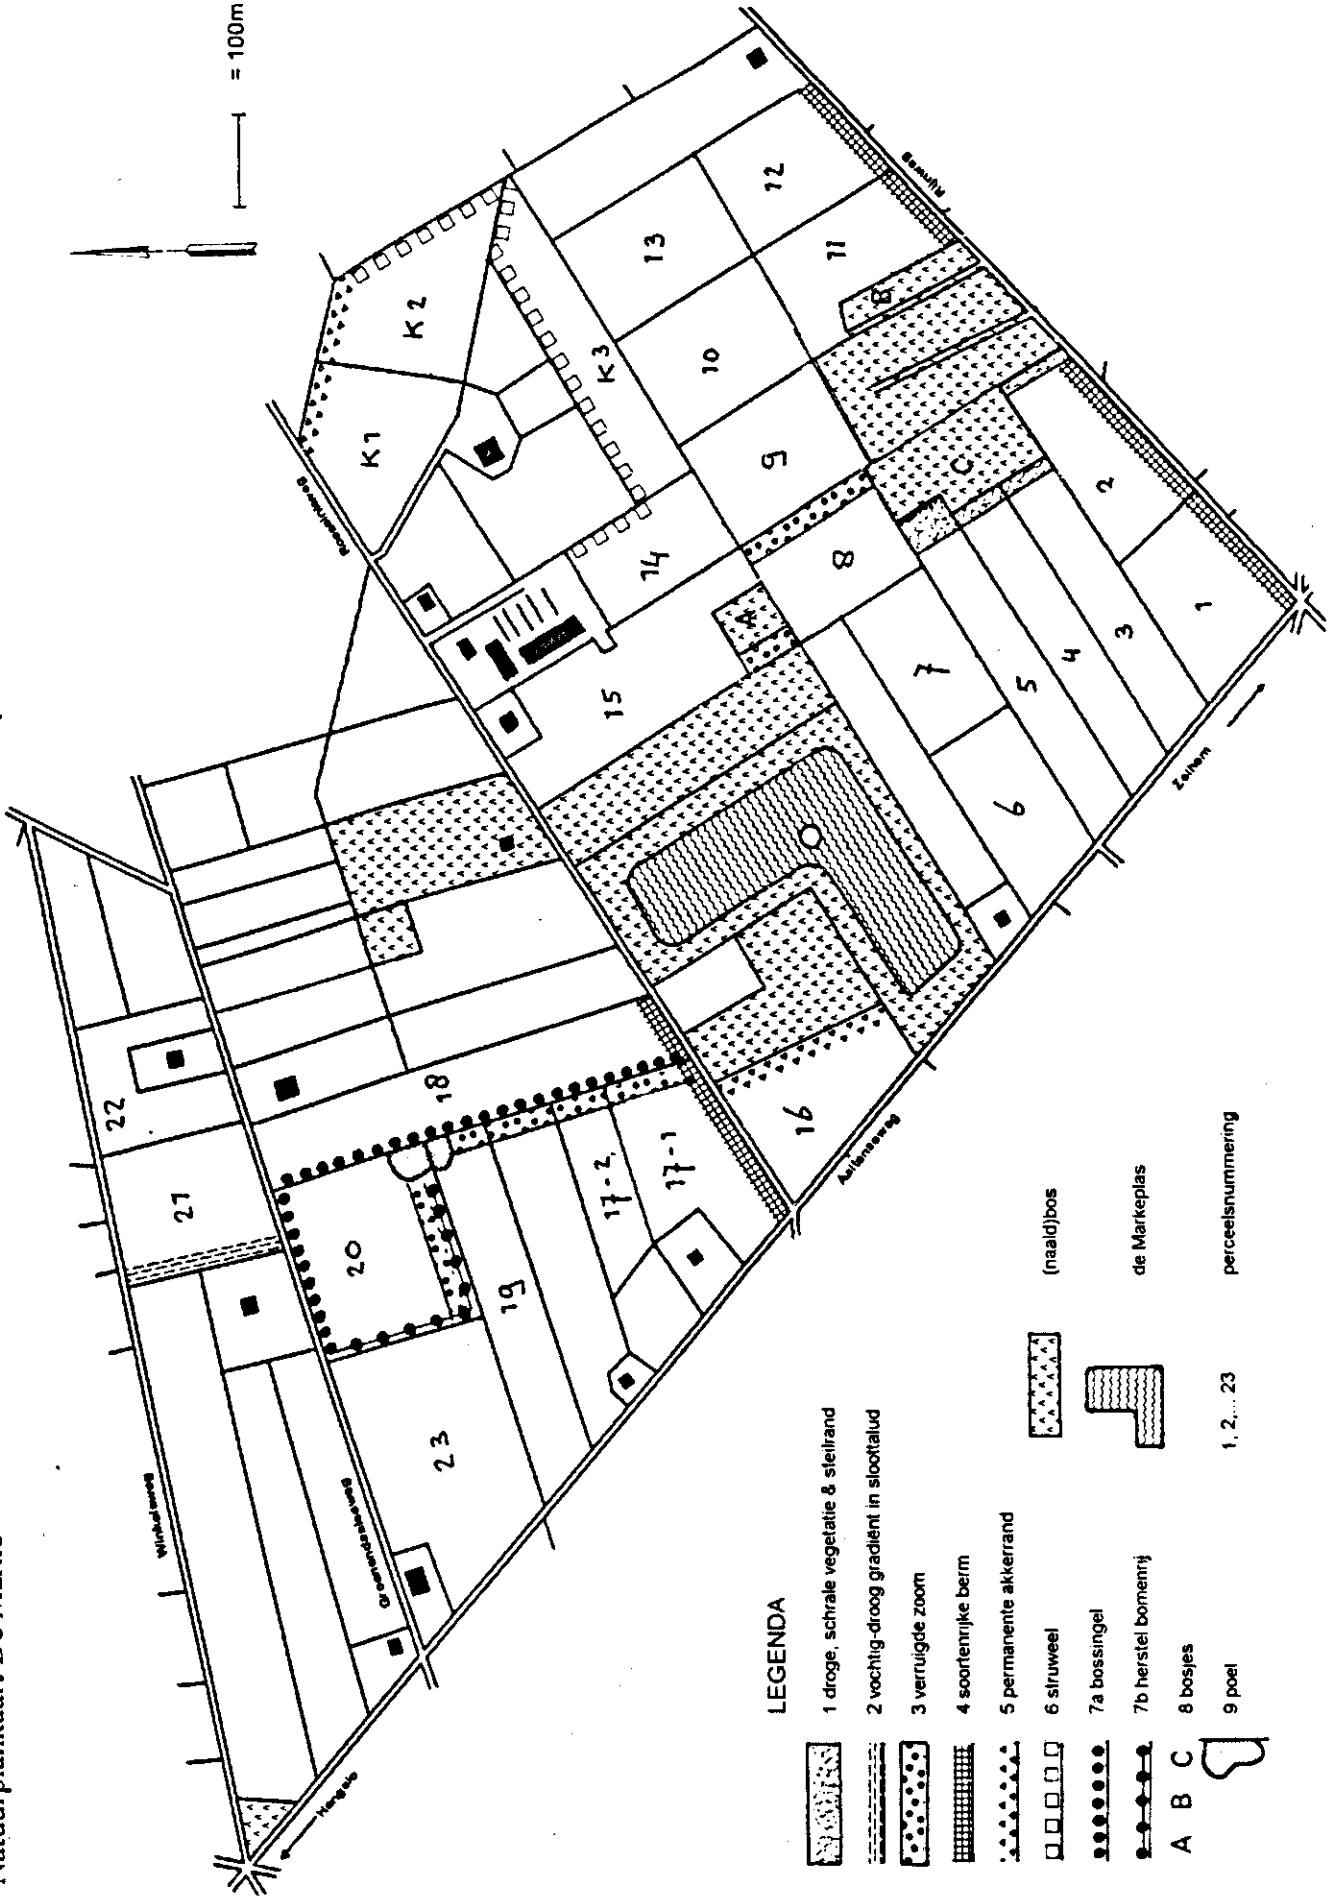 = 100m
Winkelsweg
Groenendaalseweg
Roessinkweg
Rijnweg
Aaltenseweg
Hengelo
Zelhem
K1
K2
K3
1
2
3
4
5
6
7
8
9
10
11
12
13
14
15
16
17-1
17-2
18
19
20
21
22
23
A
B
C
LEGENDA
1 droge, schrale vegetatie & steilrand
2 vochtig-droog gradiënt in sloottalud
3 verruigde zoom
4 soortenrijke berm
5 permanente akkerrand
6 struweel
7a bossingel
7b herstel bomenrij
A B C 8 bosjes
9 poel
(naald)bos
de Markeplas
1, 2,... 23 perceelsnummering